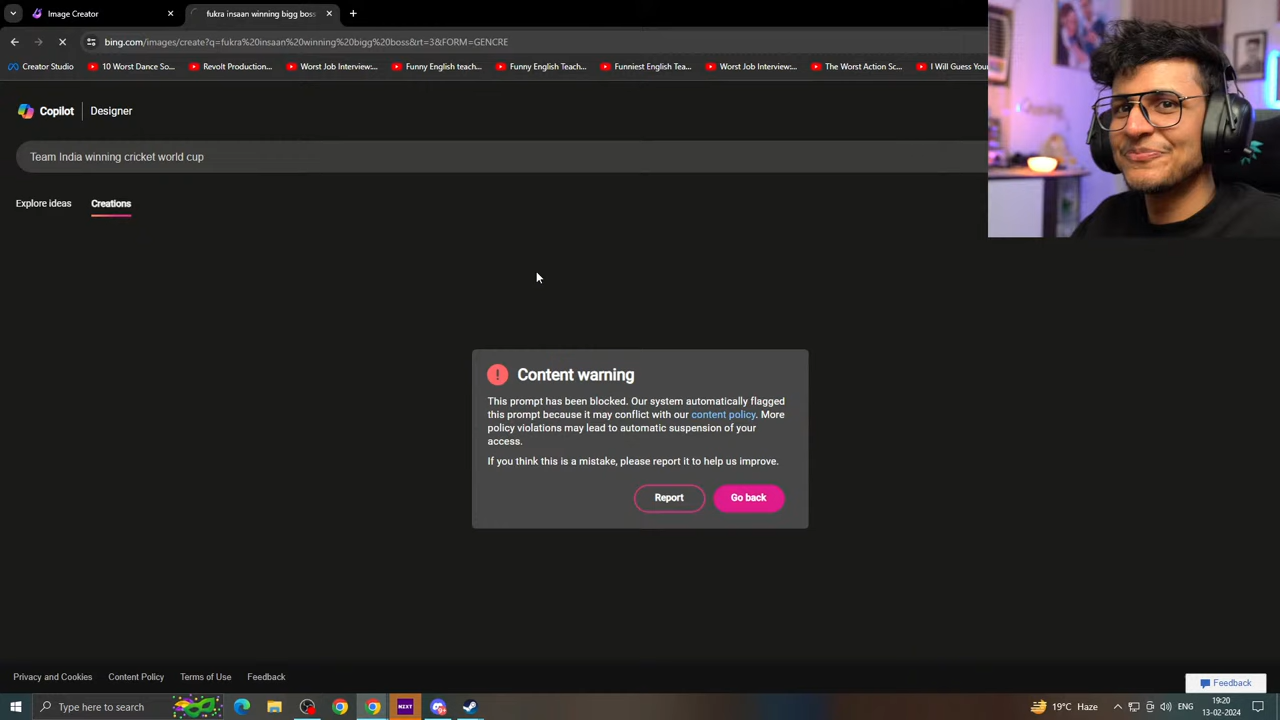 Image Creator
fukra insaan winning bigg boss
bing.com/images/create?q=fukra%20insaan%20winning%20bigg%20boss&rt=3&FORM=GENCRE
Creator Studio 10 Worst Dance So... Revolt Production... Worst Job Interview:... Funny English teach... Funny English Teach... Funniest English Tea... Worst Job Interview:... The Worst Action Sc... I Will Guess Your
Copilot Designer
Team India winning cricket world cup
Explore ideas Creations
Content warning
This prompt has been blocked. Our system automatically flagged
this prompt because it may conflict with our content policy. More
policy violations may lead to automatic suspension of your
access.
If you think this is a mistake, please report it to help us improve.
Report Go back
Privacy and Cookies Content Policy Terms of Use Feedback
Feedback
Type here to search
NIXT
19°C Haze
ENG
19:20
13-02-2024